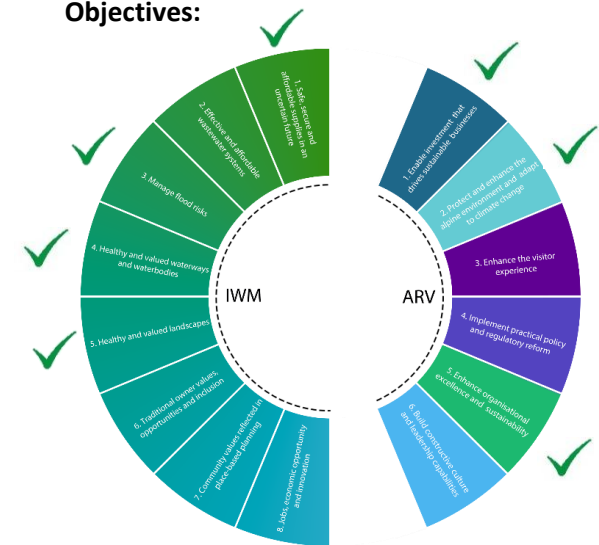 Objectives:
1. Safe, secure and
affordable supplies in an
uncertain future
2. Effective and affordable
wastewater systems
3. Manage flood risks
4. Healthy and valued waterways
and waterbodies
5. Healthy and valued landscapes
6. Traditional owner values,
opportunities and inclusion
7. Community values reflected in
place-based planning
8. Jobs, economic opportunity
and innovation
IWM
ARV
1. Enable investment that
drives sustainable businesses
2. Protect and enhance the
alpine environment and adapt
to climate change
3. Enhance the visitor
experience
4. Implement practical policy
and regulatory reform
5. Enhance organisational
excellence and sustainability
6. Build constructive culture
and leadership capabilities